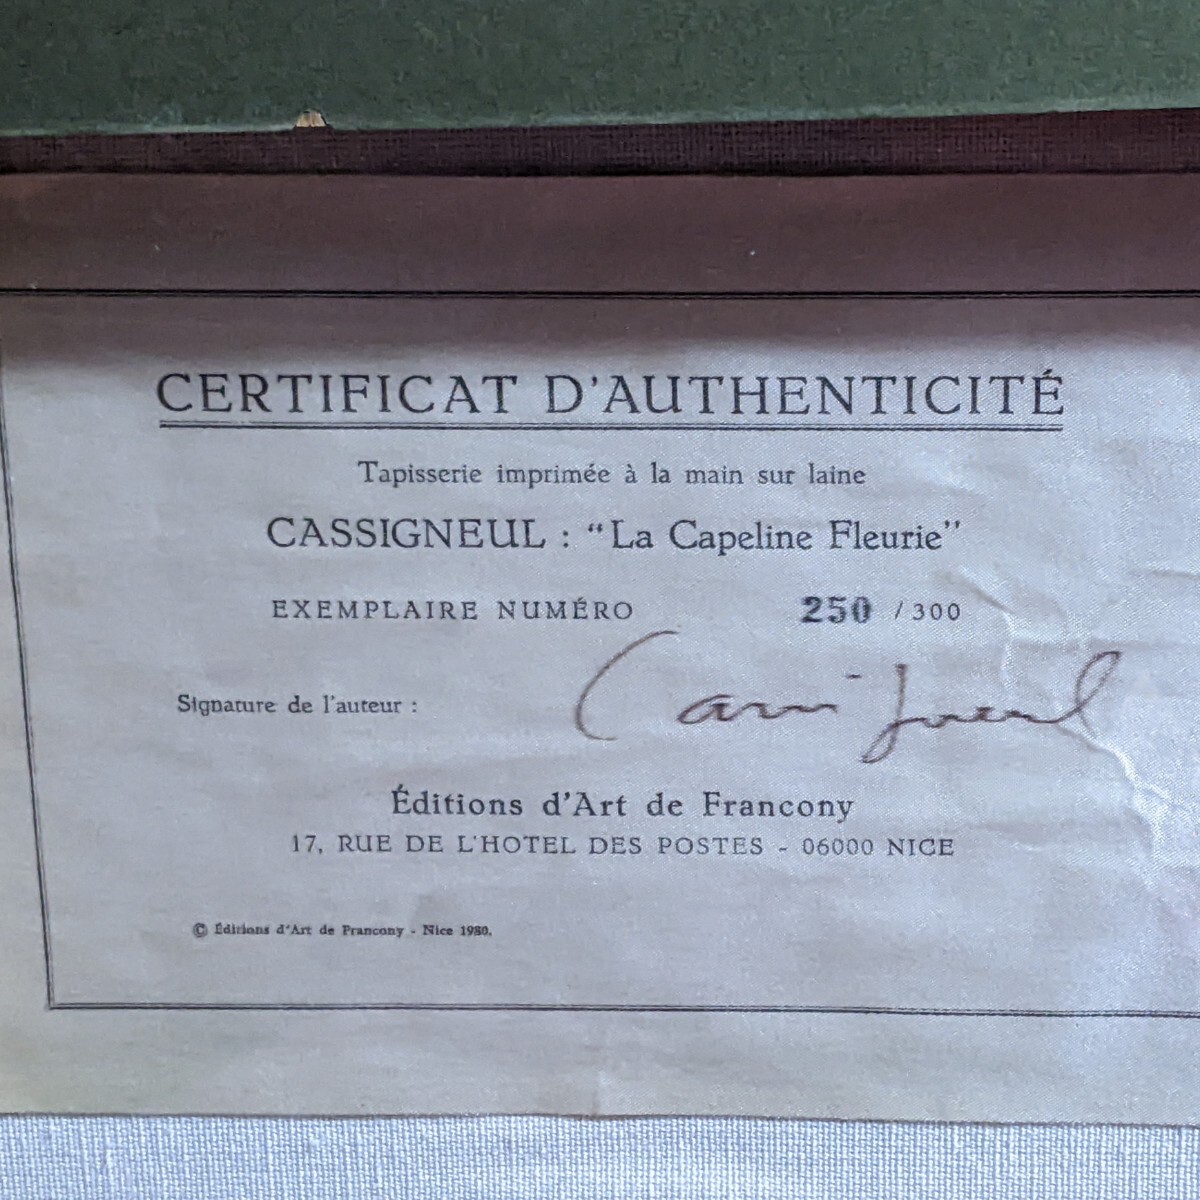 CERTIFICAT D'AUTHENTICITÉ
Tapisserie imprimée à la main sur laine
CASSIGNEUL : “La Capeline Fleurie”
EXEMPLAIRE NUMÉRO 250 / 300
Signature de l'auteur : Cassigneul
Éditions d'Art de Francony
17, RUE DE L'HOTEL DES POSTES - 06000 NICE
© Éditions d'Art de Francony - Nice 1980.